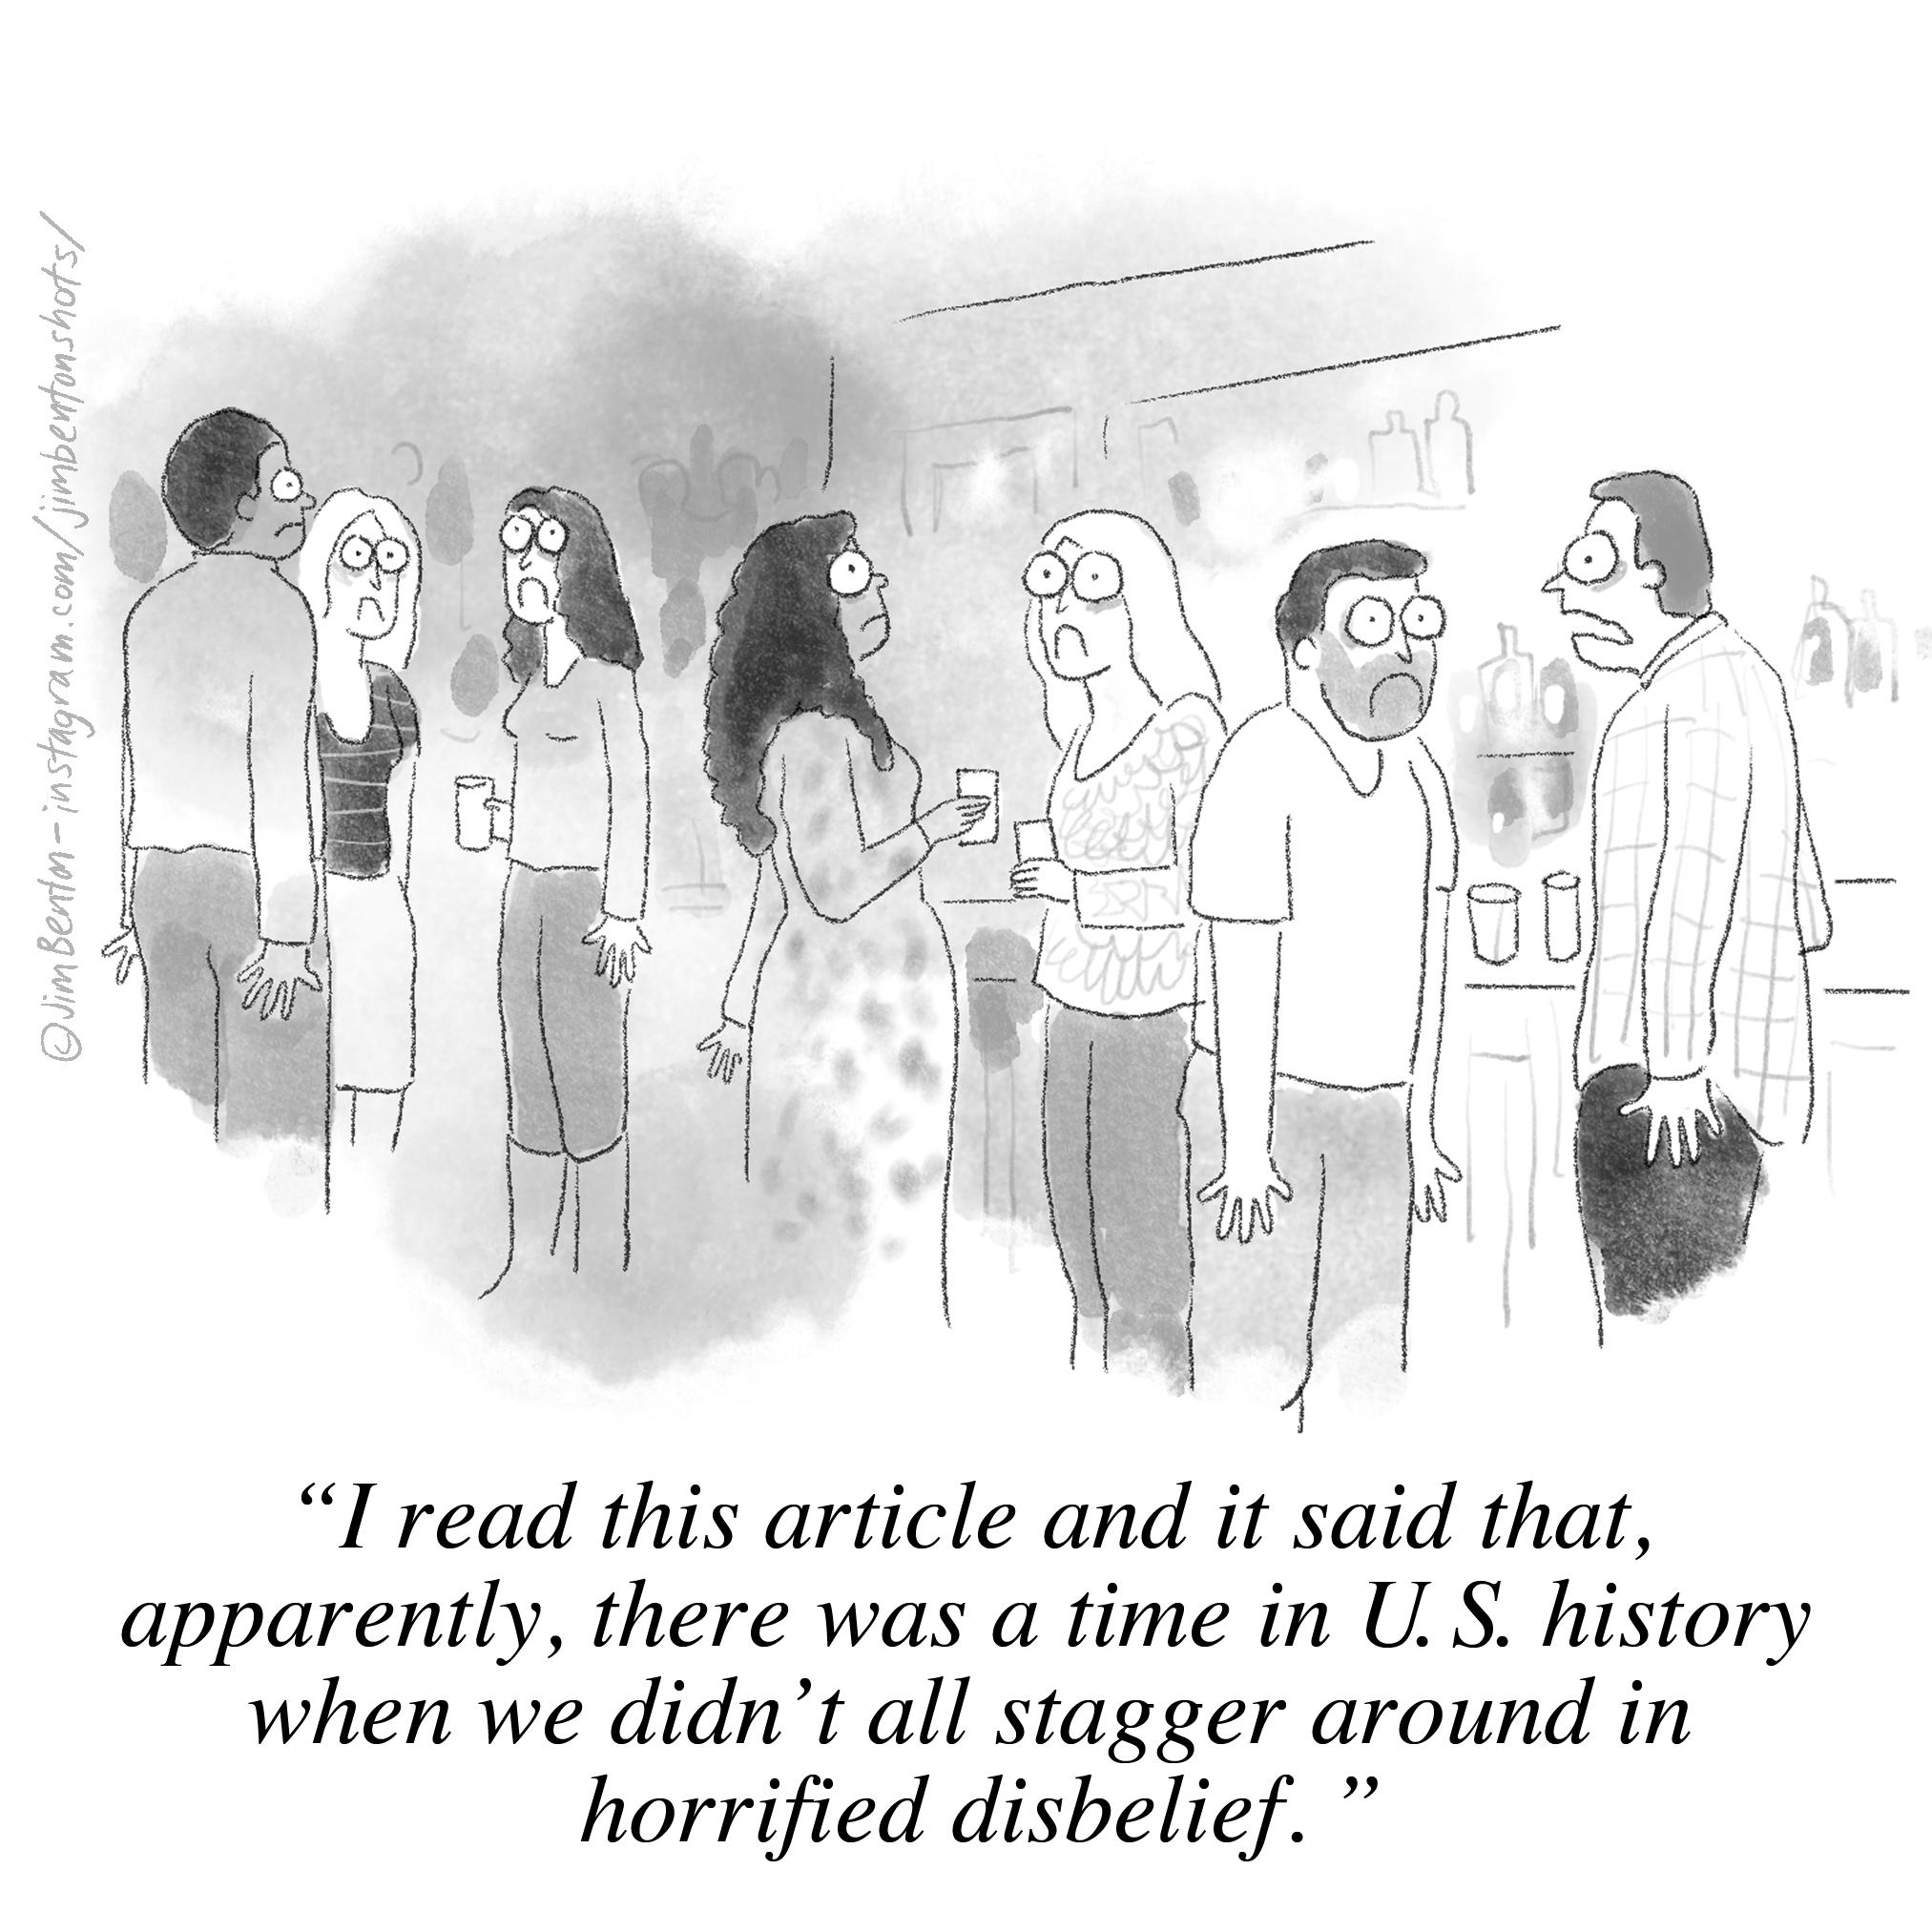 ©JimBenton-instagram.com/jimbentonshots/
“I read this article and it said that,
apparently, there was a time in U.S. history
when we didn’t all stagger around in
horrified disbelief.”